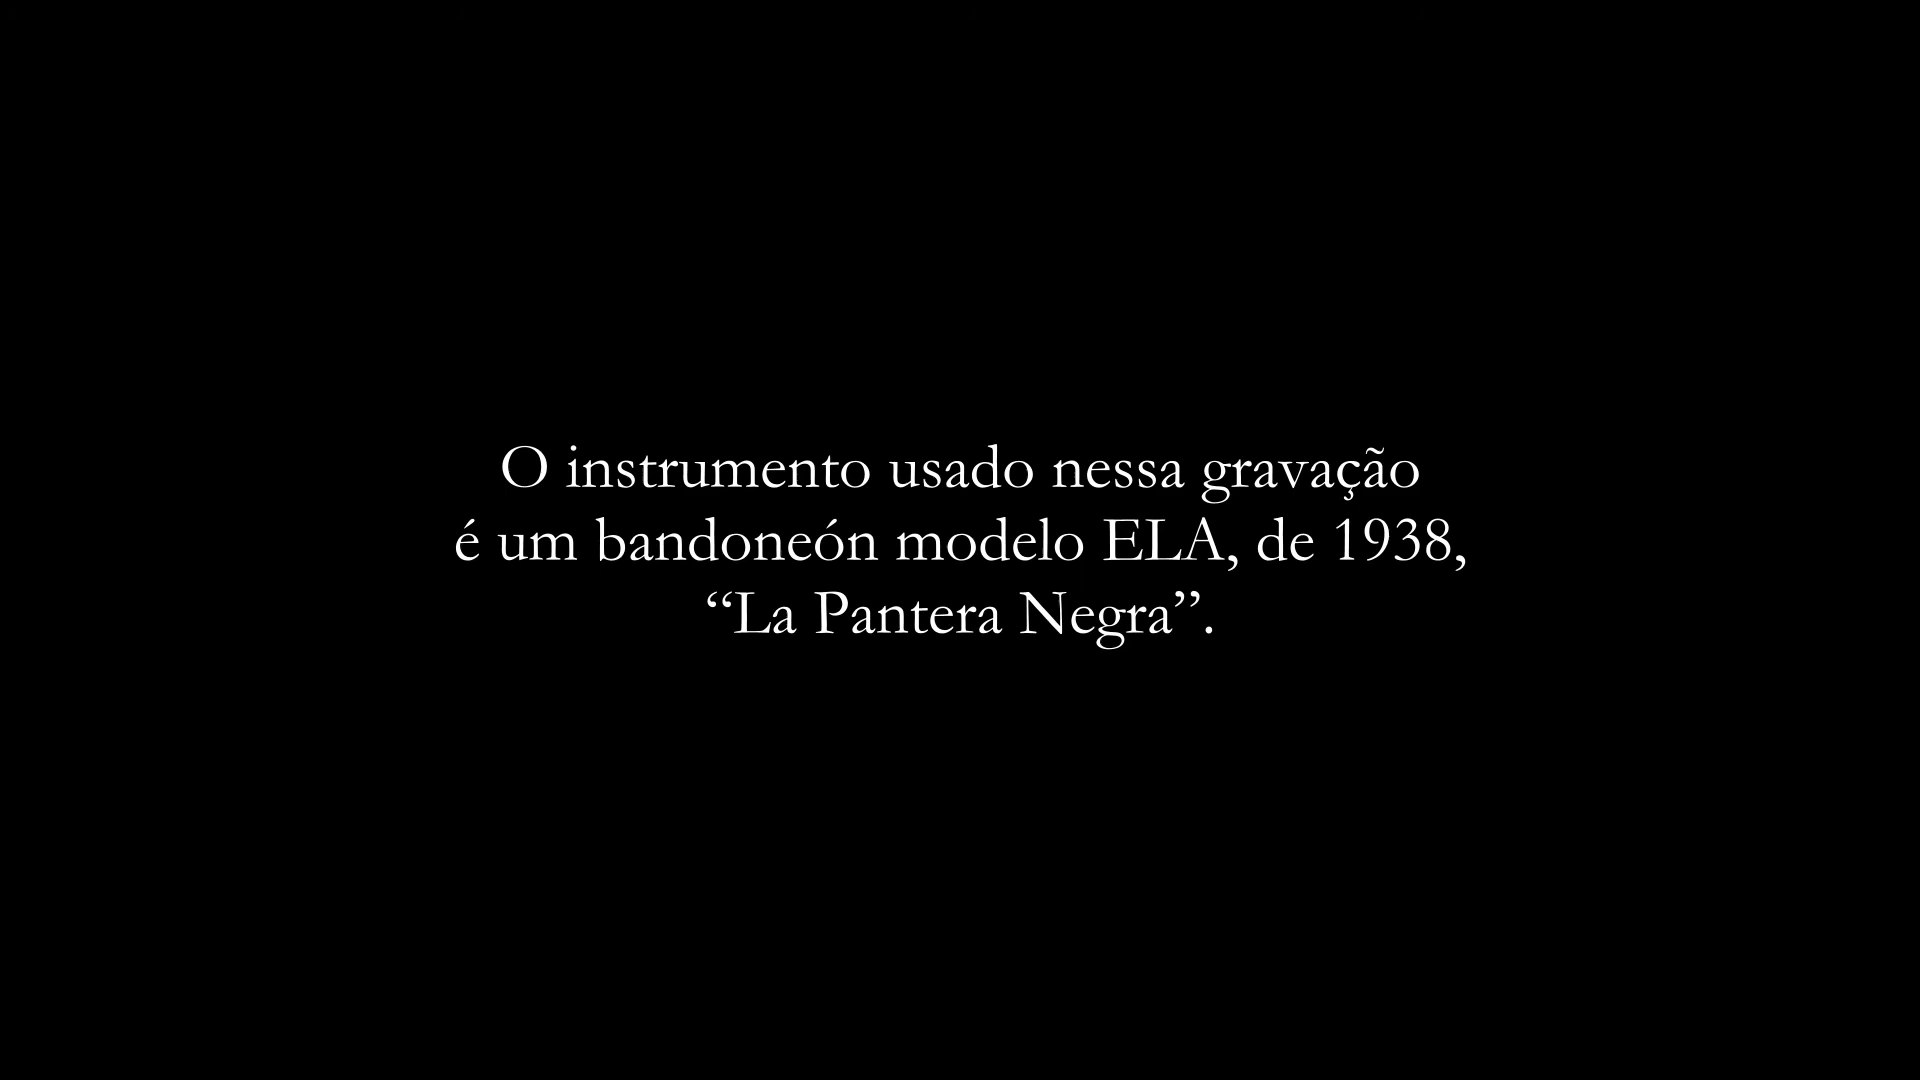 O instrumento usado nessa gravação
é um bandoneón modelo ELA, de 1938,
“La Pantera Negra”.